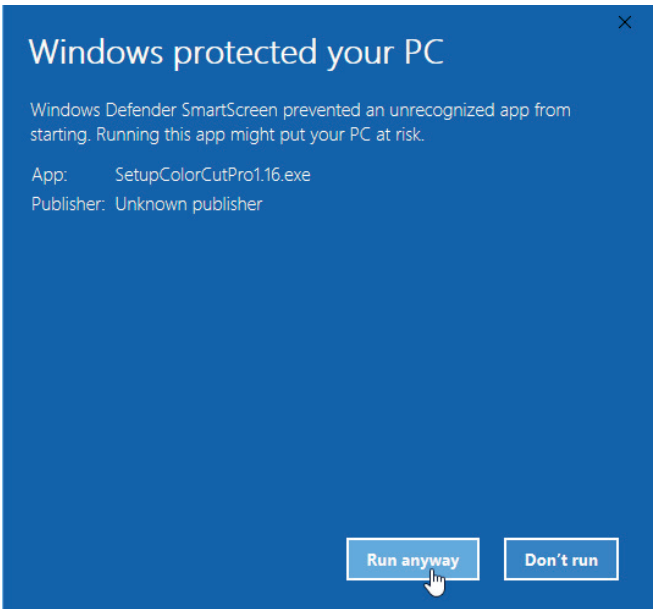 Windows protected your PC
Windows Defender SmartScreen prevented an unrecognized app from
starting. Running this app might put your PC at risk.
App: SetupColorCutPro1.16.exe
Publisher: Unknown publisher
Run anyway Don't run